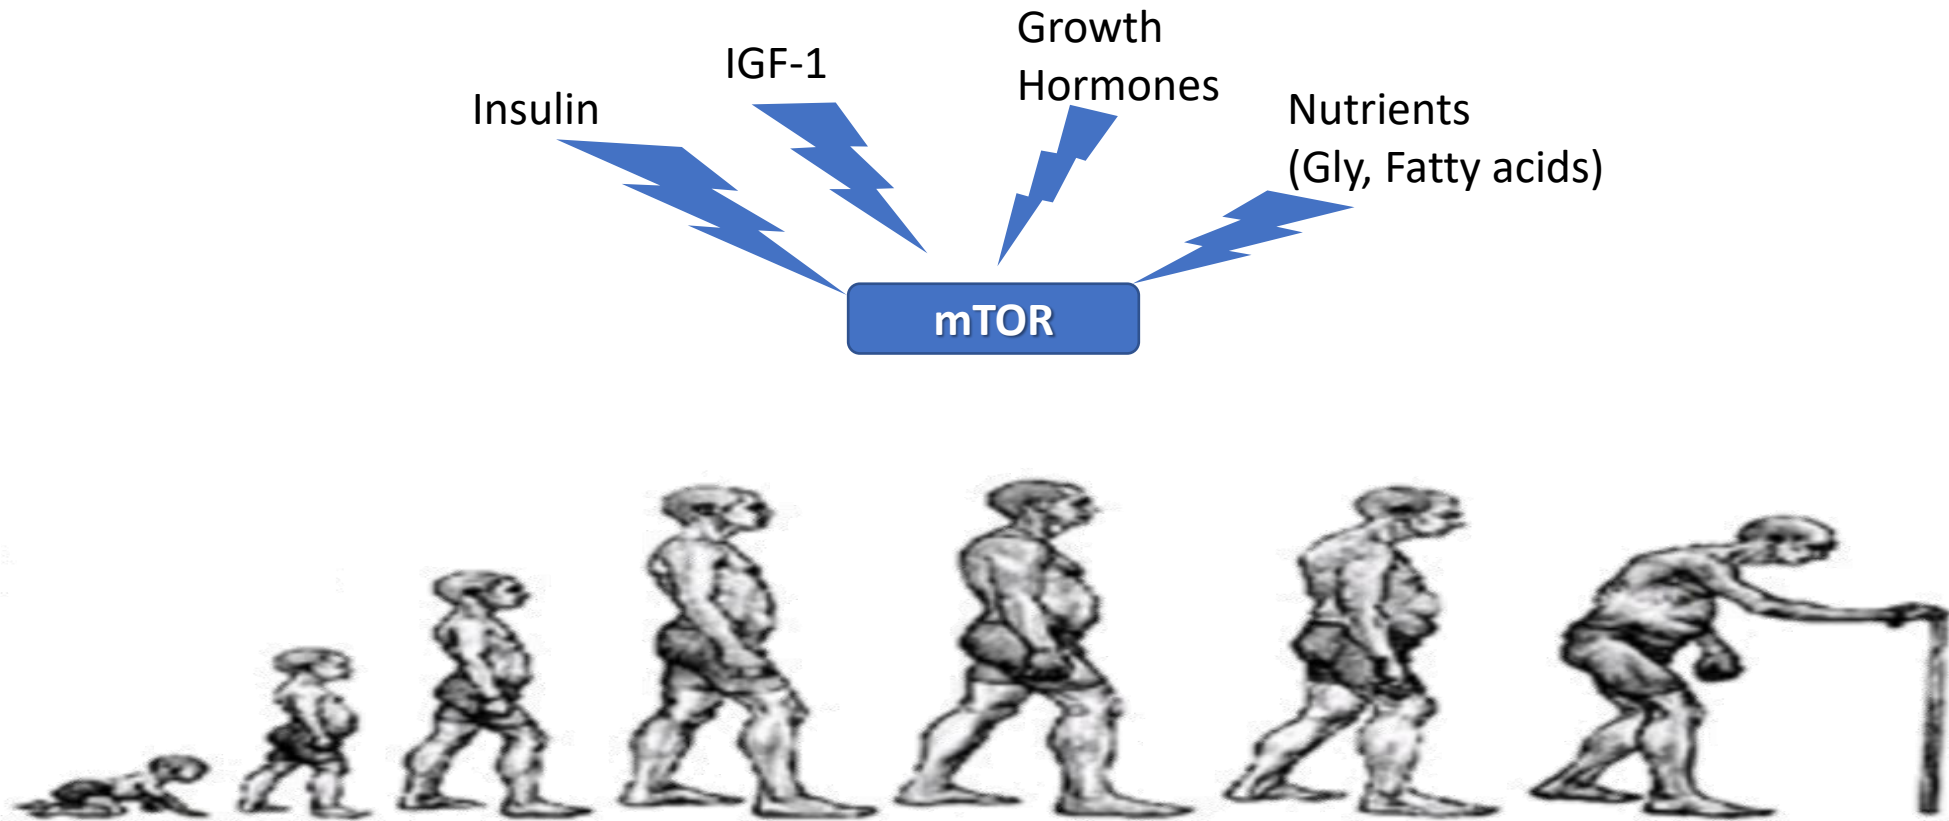 Insulin
IGF-1
Growth
Hormones
Nutrients
(Gly, Fatty acids)
mTOR